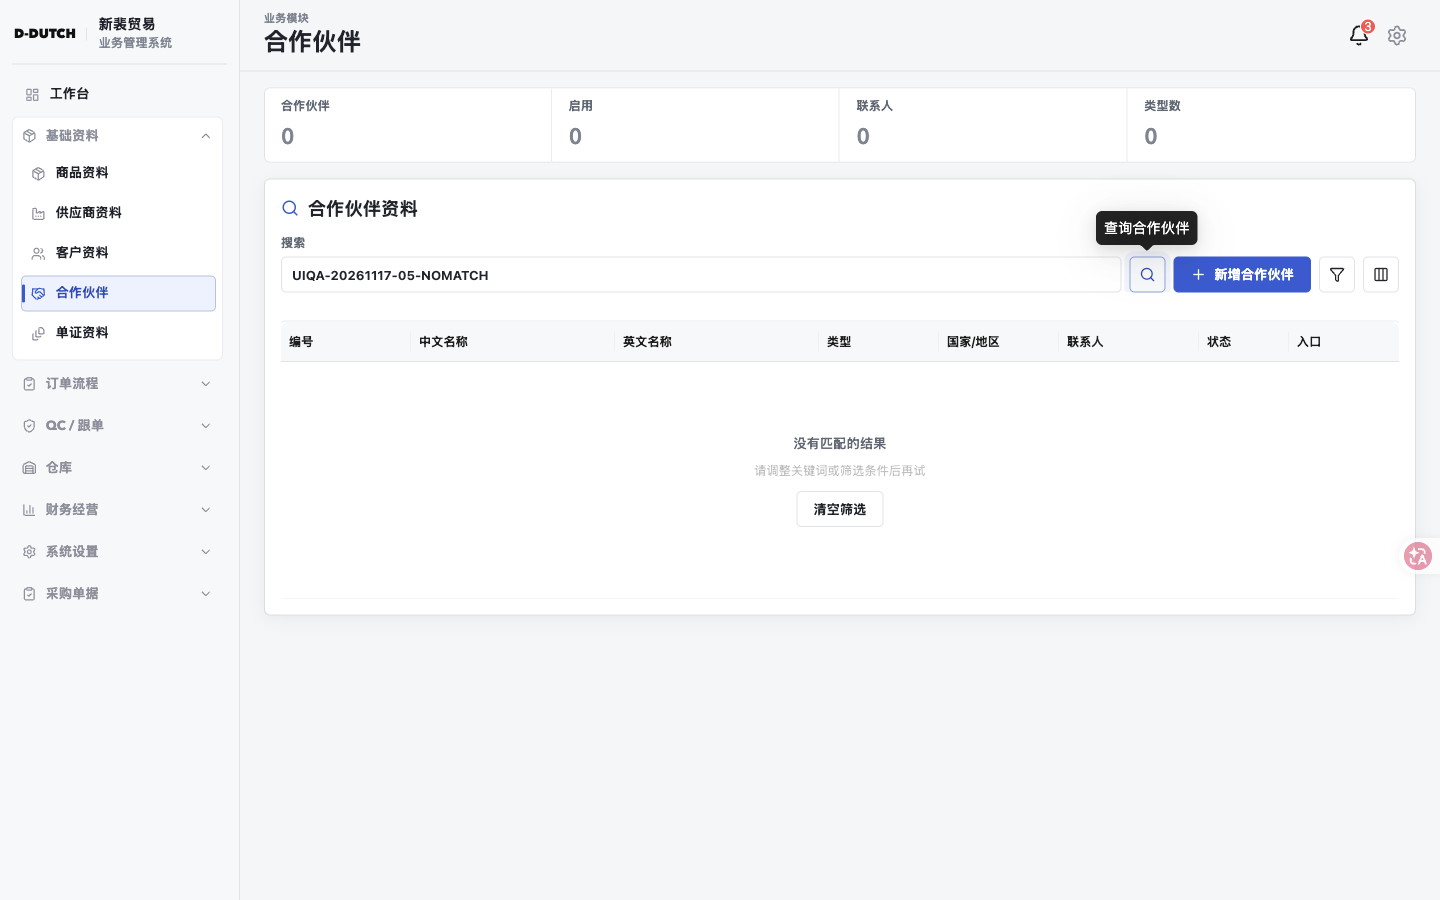 D-DUTCH
新裴贸易
业务管理系统
工作台
基础资料
商品资料
供应商资料
客户资料
合作伙伴
单证资料
订单流程
QC / 跟单
仓库
财务经营
系统设置
采购单据
业务模块
合作伙伴
3
合作伙伴
0
启用
0
联系人
0
类型数
0
合作伙伴资料
搜索
查询合作伙伴
UIQA-20261117-05-NOMATCH
新增合作伙伴
编号 中文名称 英文名称 类型 国家/地区 联系人 状态 入口
没有匹配的结果
请调整关键词或筛选条件后再试
清空筛选